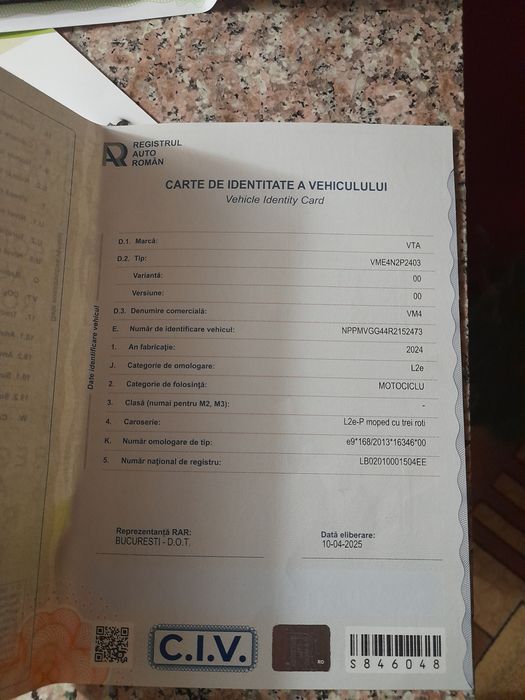 REGISTRUL
AUTO
ROMÂN
CARTE DE IDENTITATE A VEHICULULUI
Vehicle Identity Card
Date identificare vehicul
D.1. Marcă: VTA
D.2. Tip: VME4N2P2403
Variantă: 00
Versiune: 00
D.3. Denumire comercială: VM4
E. Număr de identificare vehicul: NPPMVGG44R2152473
1. An fabricație: 2024
J. Categorie de omologare: L2e
2. Categorie de folosință: MOTOCICLU
3. Clasă (numai pentru M2, M3): -
4. Caroserie: L2e-P moped cu trei roti
K. Număr omologare de tip: e9*168/2013*16346*00
5. Număr național de registru: LB02010001504EE
Reprezentanță RAR: Dată eliberare:
BUCURESTI - D.O.T. 10-04-2025
C.I.V.
RO
S846048